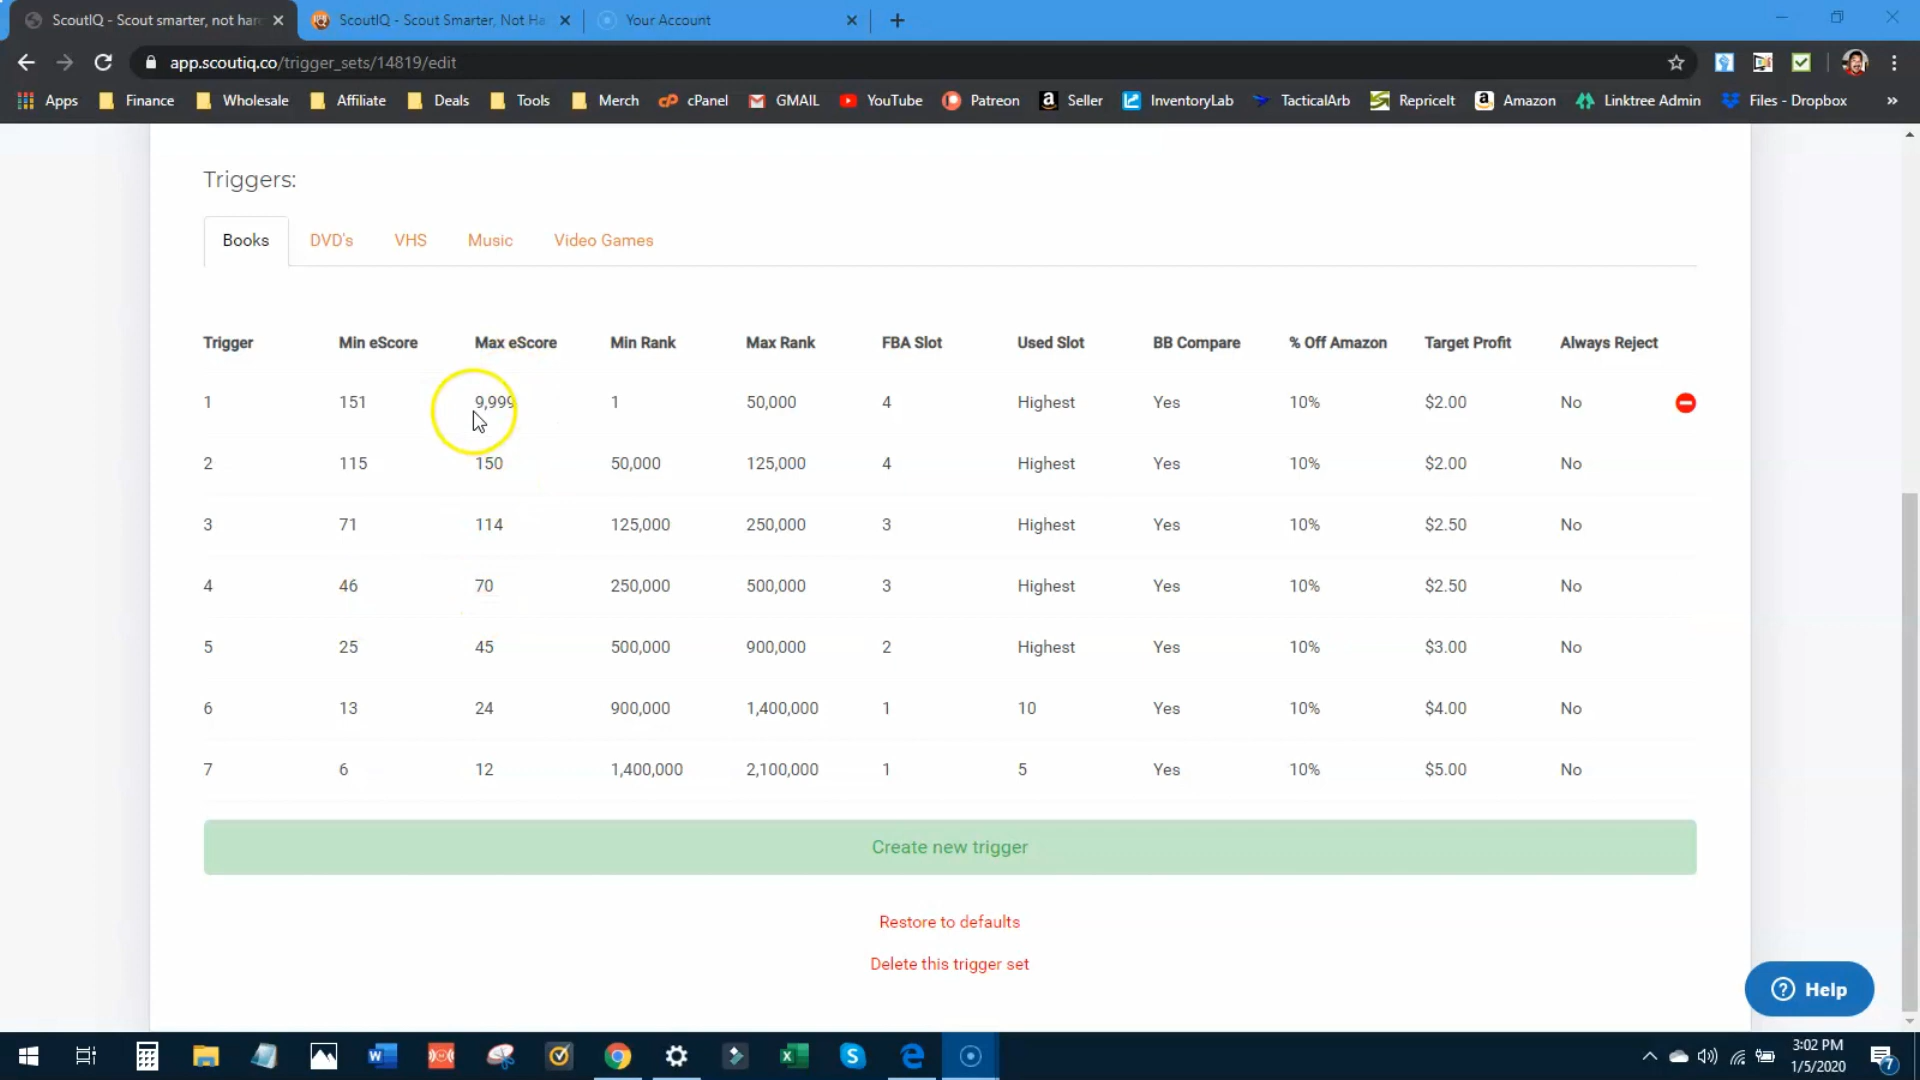 ScoutIQ - Scout smarter, not har
ScoutIQ - Scout Smarter, Not Ha
Your Account
app.scoutiq.co/trigger_sets/14819/edit
Apps Finance Wholesale Affiliate Deals Tools Merch cPanel GMAIL YouTube Patreon Seller InventoryLab TacticalArb Repricelt Amazon Linktree Admin Files - Dropbox »
Triggers:
Books DVD's VHS Music Video Games
Trigger Min eScore Max eScore Min Rank Max Rank FBA Slot Used Slot BB Compare % Off Amazon Target Profit Always Reject
1 151 9,999 1 50,000 4 Highest Yes 10% $2.00 No
2 115 150 50,000 125,000 4 Highest Yes 10% $2.00 No
3 71 114 125,000 250,000 3 Highest Yes 10% $2.50 No
4 46 70 250,000 500,000 3 Highest Yes 10% $2.50 No
5 25 45 500,000 900,000 2 Highest Yes 10% $3.00 No
6 13 24 900,000 1,400,000 1 10 Yes 10% $4.00 No
7 6 12 1,400,000 2,100,000 1 5 Yes 10% $5.00 No
Create new trigger
Restore to defaults
Delete this trigger set
Help
3:02 PM
1/5/2020
7